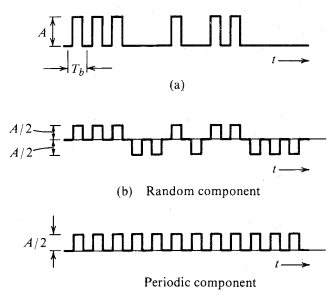 A
T_b
t
(a)
A/2
A/2
t
(b) Random component
A/2
t
Periodic component